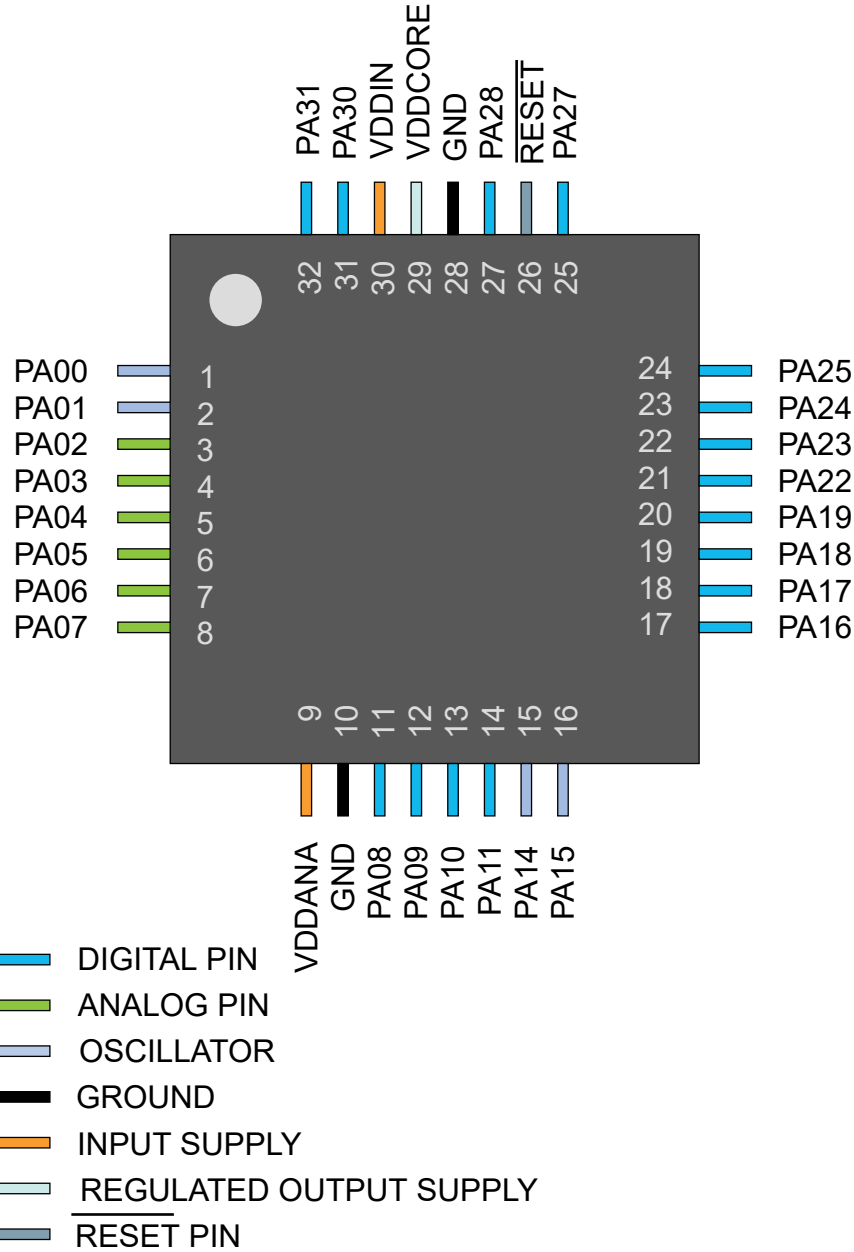 PA31
PA30
VDDIN
VDDCORE
GND
PA28
RESET
PA27
32
31
30
29
28
27
26
25
PA00 1
PA01 2
PA02 3
PA03 4
PA04 5
PA05 6
PA06 7
PA07 8
24 PA25
23 PA24
22 PA23
21 PA22
20 PA19
19 PA18
18 PA17
17 PA16
9
10
11
12
13
14
15
16
VDDANA
GND
PA08
PA09
PA10
PA11
PA14
PA15
DIGITAL PIN
ANALOG PIN
OSCILLATOR
GROUND
INPUT SUPPLY
REGULATED OUTPUT SUPPLY
RESET PIN